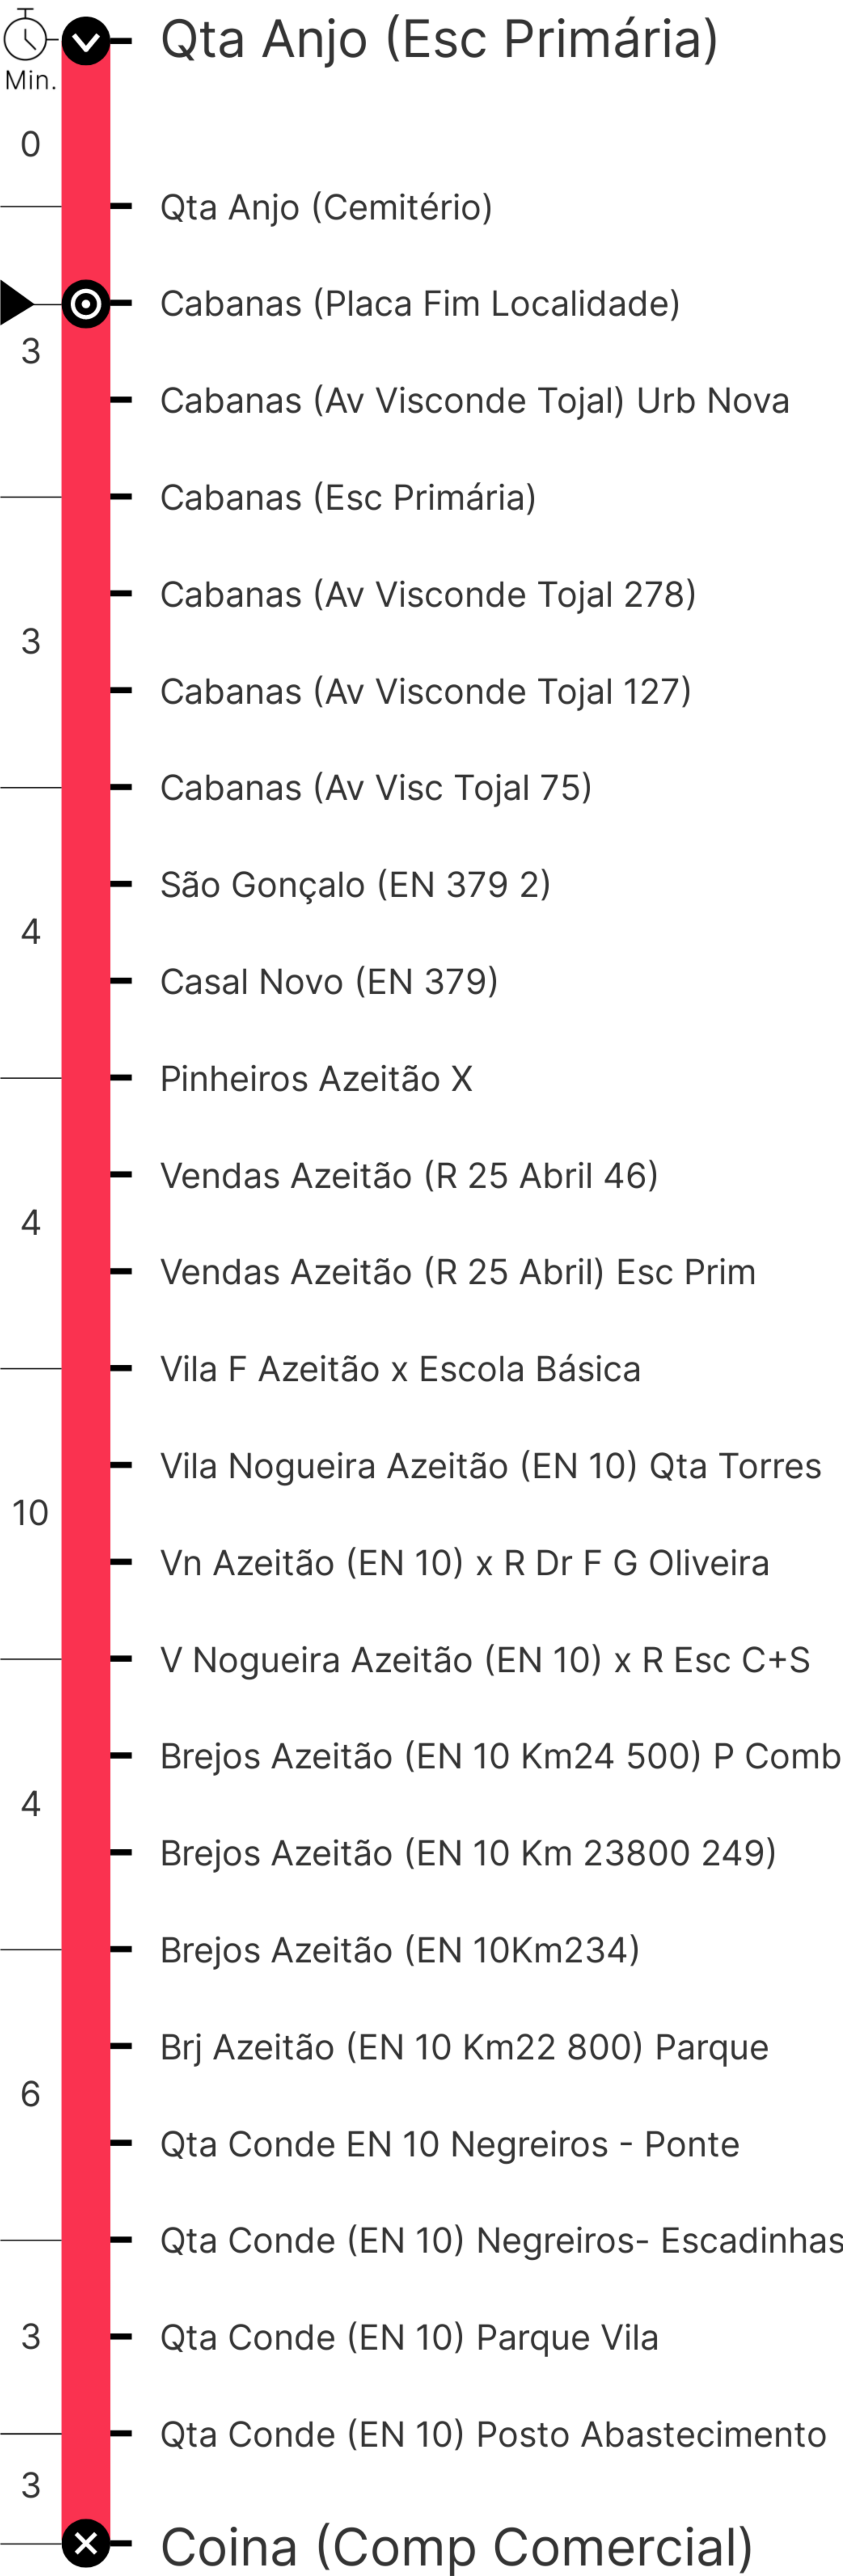 Qta Anjo (Esc Primária)
Min.
0
Qta Anjo (Cemitério)
Cabanas (Placa Fim Localidade)
3
Cabanas (Av Visconde Tojal) Urb Nova
Cabanas (Esc Primária)
Cabanas (Av Visconde Tojal 278)
3
Cabanas (Av Visconde Tojal 127)
Cabanas (Av Visc Tojal 75)
São Gonçalo (EN 379 2)
4
Casal Novo (EN 379)
Pinheiros Azeitão X
Vendas Azeitão (R 25 Abril 46)
4
Vendas Azeitão (R 25 Abril) Esc Prim
Vila F Azeitão x Escola Básica
Vila Nogueira Azeitão (EN 10) Qta Torres
10
Vn Azeitão (EN 10) x R Dr F G Oliveira
V Nogueira Azeitão (EN 10) x R Esc C+S
Brejos Azeitão (EN 10 Km24 500) P Comb
4
Brejos Azeitão (EN 10 Km 23800 249)
Brejos Azeitão (EN 10Km234)
Brj Azeitão (EN 10 Km22 800) Parque
6
Qta Conde EN 10 Negreiros - Ponte
Qta Conde (EN 10) Negreiros- Escadinhas
3
Qta Conde (EN 10) Parque Vila
Qta Conde (EN 10) Posto Abastecimento
3
Coina (Comp Comercial)